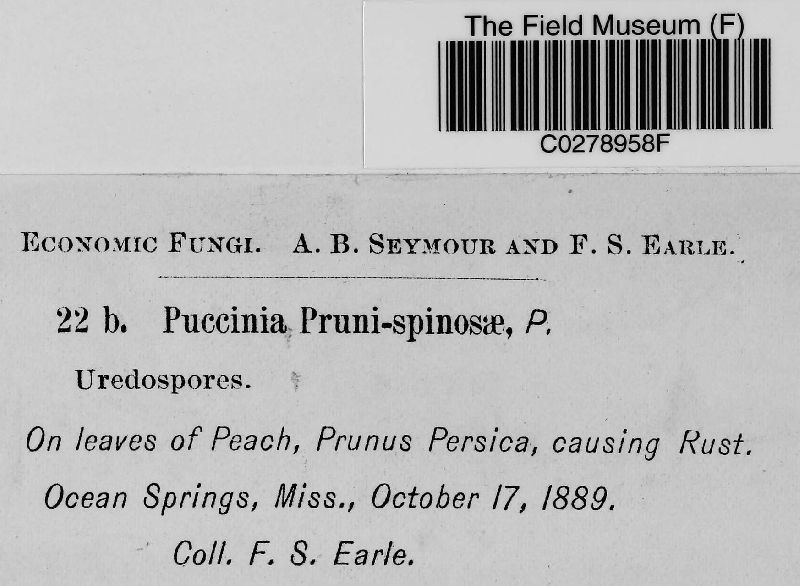 The Field Museum (F)
C0278958F
Economic Fungi. A. B. Seymour and F. S. Earle.
22 b. Puccinia Pruni-spinosæ, P.
Uredospores.
On leaves of Peach, Prunus Persica, causing Rust.
Ocean Springs, Miss., October 17, 1889.
Coll. F. S. Earle.